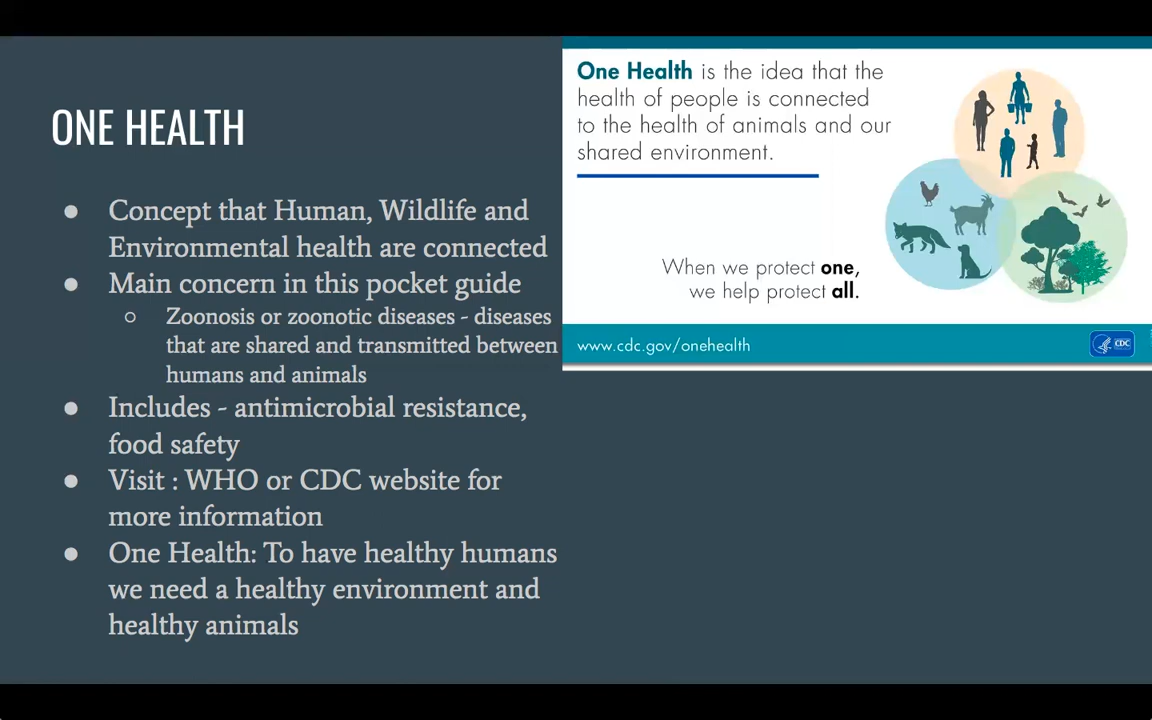 ONE HEALTH
● Concept that Human, Wildlife and
Environmental health are connected
● Main concern in this pocket guide
○ Zoonosis or zoonotic diseases - diseases
that are shared and transmitted between
humans and animals
● Includes - antimicrobial resistance,
food safety
● Visit : WHO or CDC website for
more information
● One Health: To have healthy humans
we need a healthy environment and
healthy animals
One Health is the idea that the
health of people is connected
to the health of animals and our
shared environment.
When we protect one,
we help protect all.
www.cdc.gov/onehealth
CDC